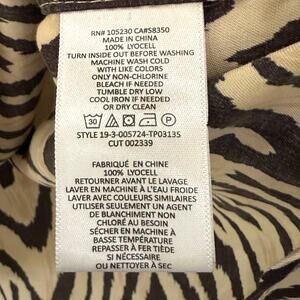 RN# 105230 CA#58350
MADE IN CHINA
100% LYOCELL
TURN INSIDE OUT BEFORE WASHING
MACHINE WASH COLD
WITH LIKE COLORS
ONLY NON-CHLORINE
BLEACH IF NEEDED
TUMBLE DRY LOW
COOL IRON IF NEEDED
OR DRY CLEAN
30
STYLE 19-3-005724-TP0313S
CUT 002339
FABRIQUÉ EN CHINE
100% LYOCELL
RETOURNER AVANT LE LAVAGE
LAVER EN MACHINE À L'EAU FROIDE
LAVER AVEC COULEURS SIMILAIRES
UTILISER SEULEMENT UN AGENT
DE BLANCHIMENT NON
CHLORÉ AU BESOIN
SÉCHER EN MACHINE À
BASSE TEMPÉRATURE
REPASSER À FER TIÈDE
SI NÉCESSAIRE
OU NETTOYER À SEC